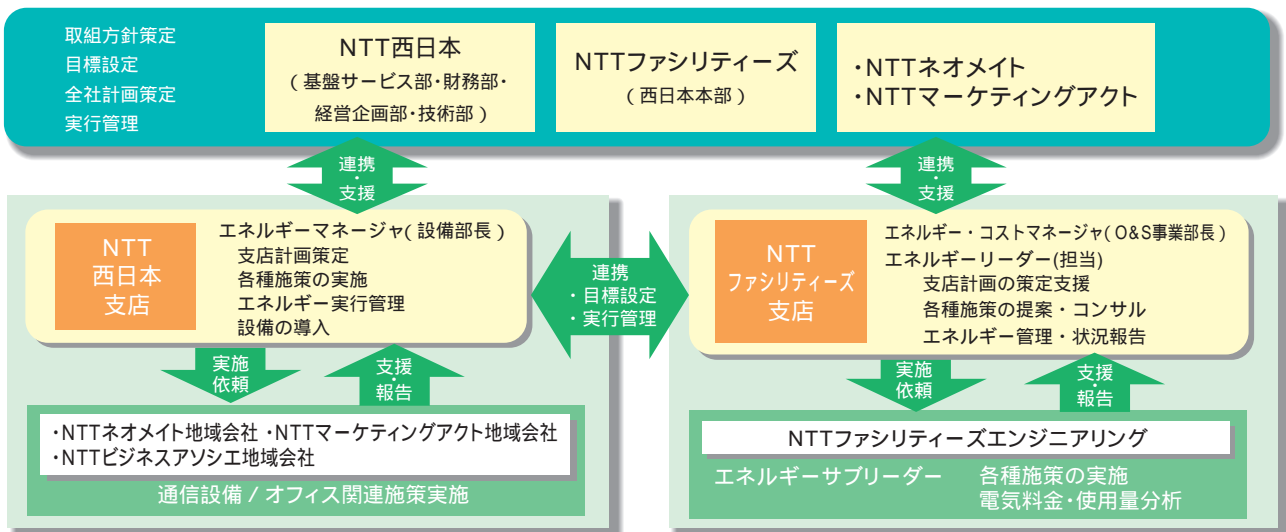 取組方針策定
目標設定
全社計画策定
実行管理
NTT西日本
(基盤サービス部・財務部・
経営企画部・技術部)
NTTファシリティーズ
(西日本本部)
・NTTネオメイト
・NTTマーケティングアクト
連携
・
支援
連携
・
支援
NTT
西日本
支店
エネルギーマネージャ(設備部長)
支店計画策定
各種施策の実施
エネルギー実行管理
設備の導入
連携
・目標設定
・実行管理
NTT
ファシリティーズ
支店
エネルギー・コストマネージャ(O&S事業部長)
エネルギーリーダー(担当)
支店計画の策定支援
各種施策の提案・コンサル
エネルギー管理・状況報告
実施
依頼
支援
・
報告
実施
依頼
支援
・
報告
・NTTネオメイト地域会社 ・NTTマーケティングアクト地域会社
・NTTビジネスアソシエ地域会社
通信設備 / オフィス関連施策実施
NTTファシリティーズエンジニアリング
エネルギーサブリーダー 各種施策の実施
電気料金・使用量分析